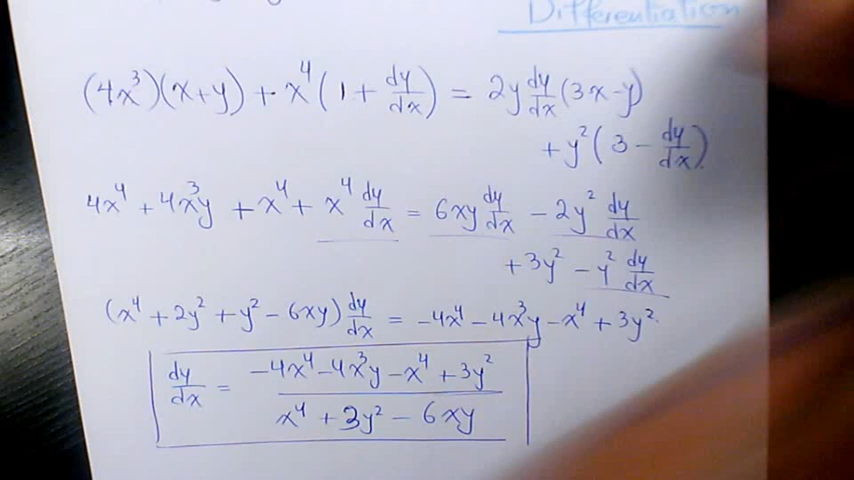 Differentiation
(4x³)(x+y) + x⁴(1 + dy/dx) = 2y dy/dx (3x-y)
+ y²(3 - dy/dx)
4x⁴ + 4x³y + x⁴ + x⁴ dy/dx = 6xy dy/dx - 2y² dy/dx
+ 3y² - y² dy/dx
(x⁴ + 2y² + y² - 6xy) dy/dx = -4x⁴ - 4x³y - x⁴ + 3y²
dy/dx = (-4x⁴ - 4x³y - x⁴ + 3y²) / (x⁴ + 3y² - 6xy)